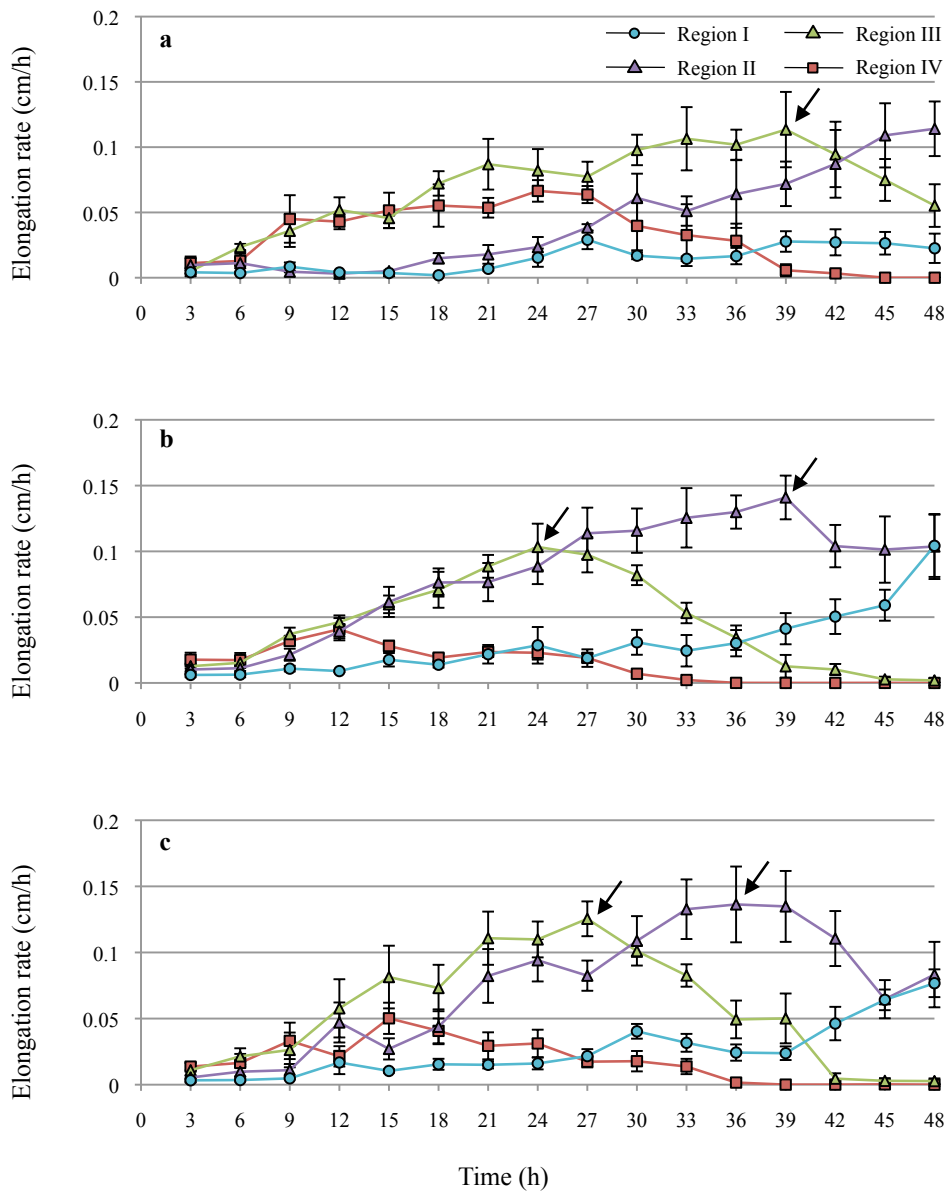 a
Region I
Region III
Region II
Region IV
Elongation rate (cm/h)
0.2
0.15
0.1
0.05
0
0 3 6 9 12 15 18 21 24 27 30 33 36 39 42 45 48
b
Elongation rate (cm/h)
0.2
0.15
0.1
0.05
0
0 3 6 9 12 15 18 21 24 27 30 33 36 39 42 45 48
c
Elongation rate (cm/h)
0.2
0.15
0.1
0.05
0
0 3 6 9 12 15 18 21 24 27 30 33 36 39 42 45 48
Time (h)